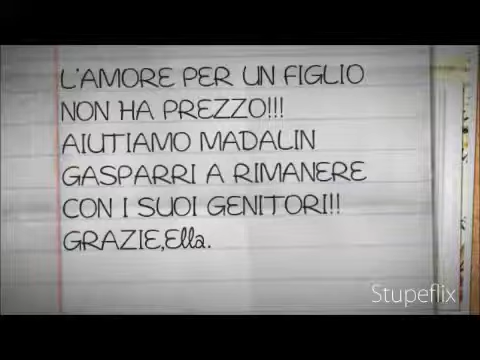 L'AMORE PER UN FIGLIO
NON HA PREZZO!!!
AIUTIAMO MADALIN
GASPARRI A RIMANERE
CON I SUOI GENITORI!!
GRAZIE,Ella.
Stupeflix